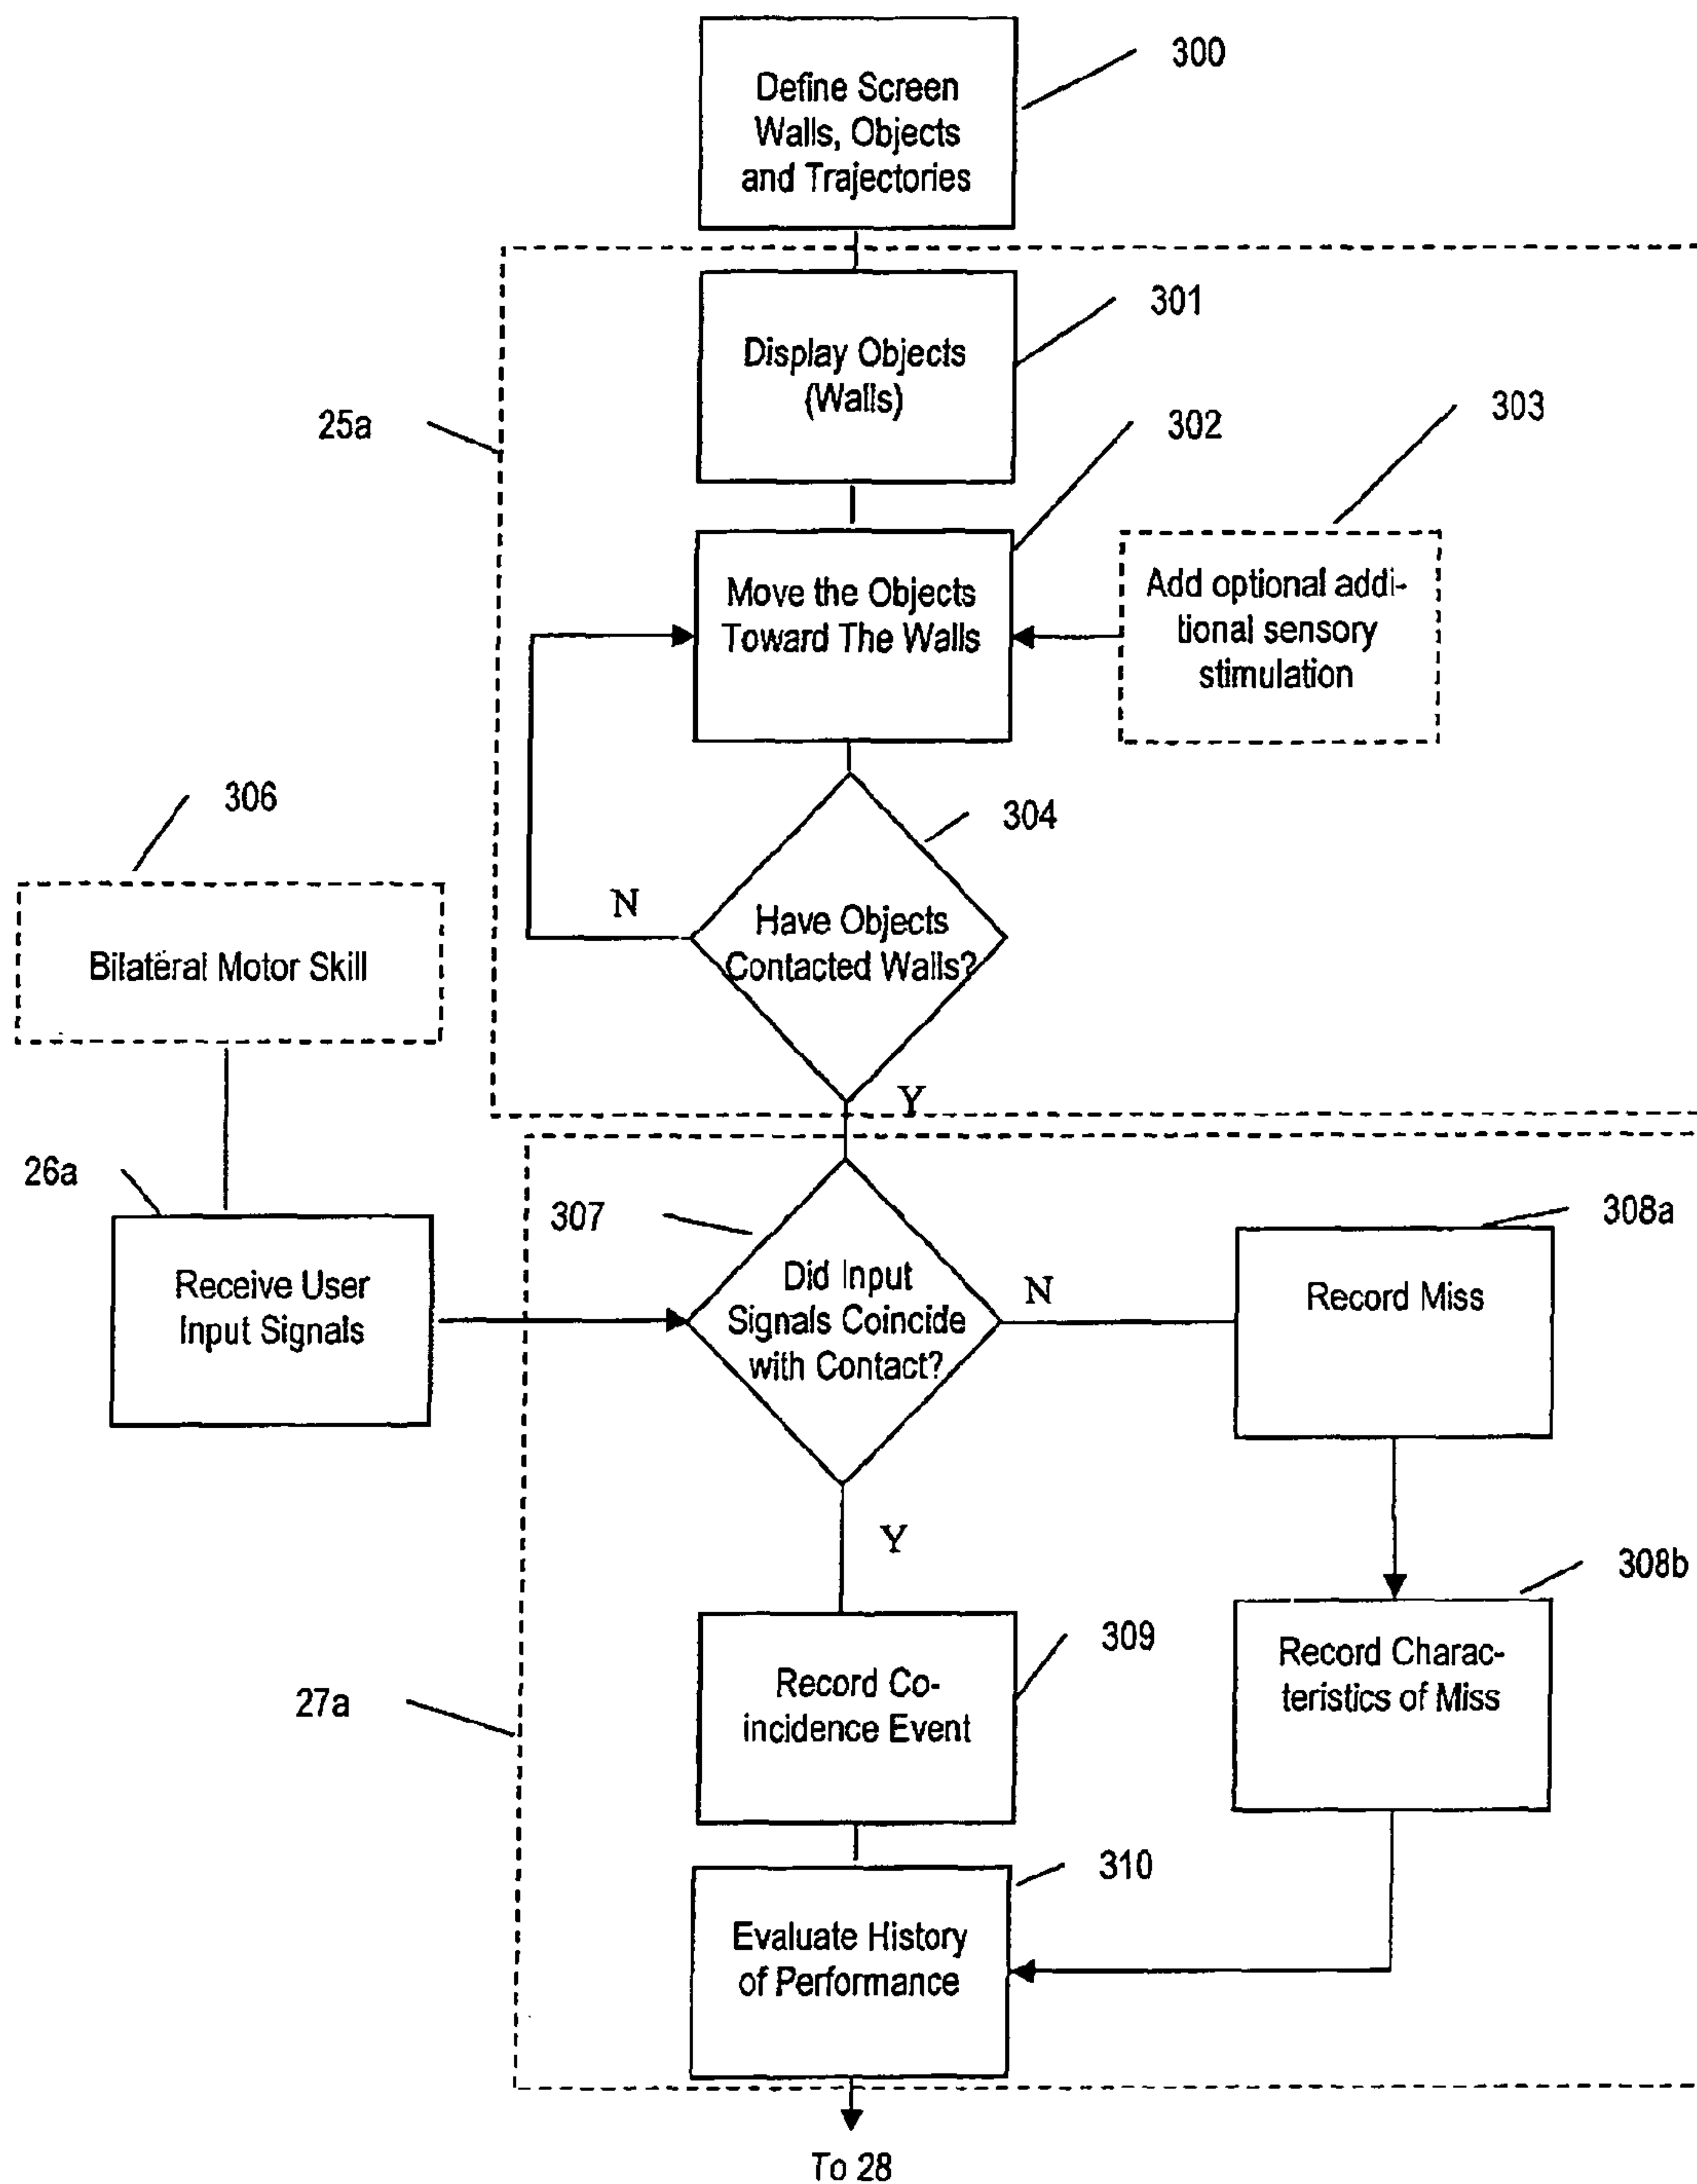 300
Define Screen
Walls, Objects
and Trajectories
301
Display Objects
(Walls)
25a
302
303
Move the Objects
Toward The Walls
Add optional addi-
tional sensory
stimulation
306
304
N
Have Objects
Contacted Walls?
Bilateral Motor Skill
Y
26a
307
308a
Receive User
Input Signals
Did Input
Signals Coincide
with Contact?
N
Record Miss
Y
308b
309
Record Co-
incidence Event
Record Charac-
teristics of Miss
27a
310
Evaluate History
of Performance
To 28